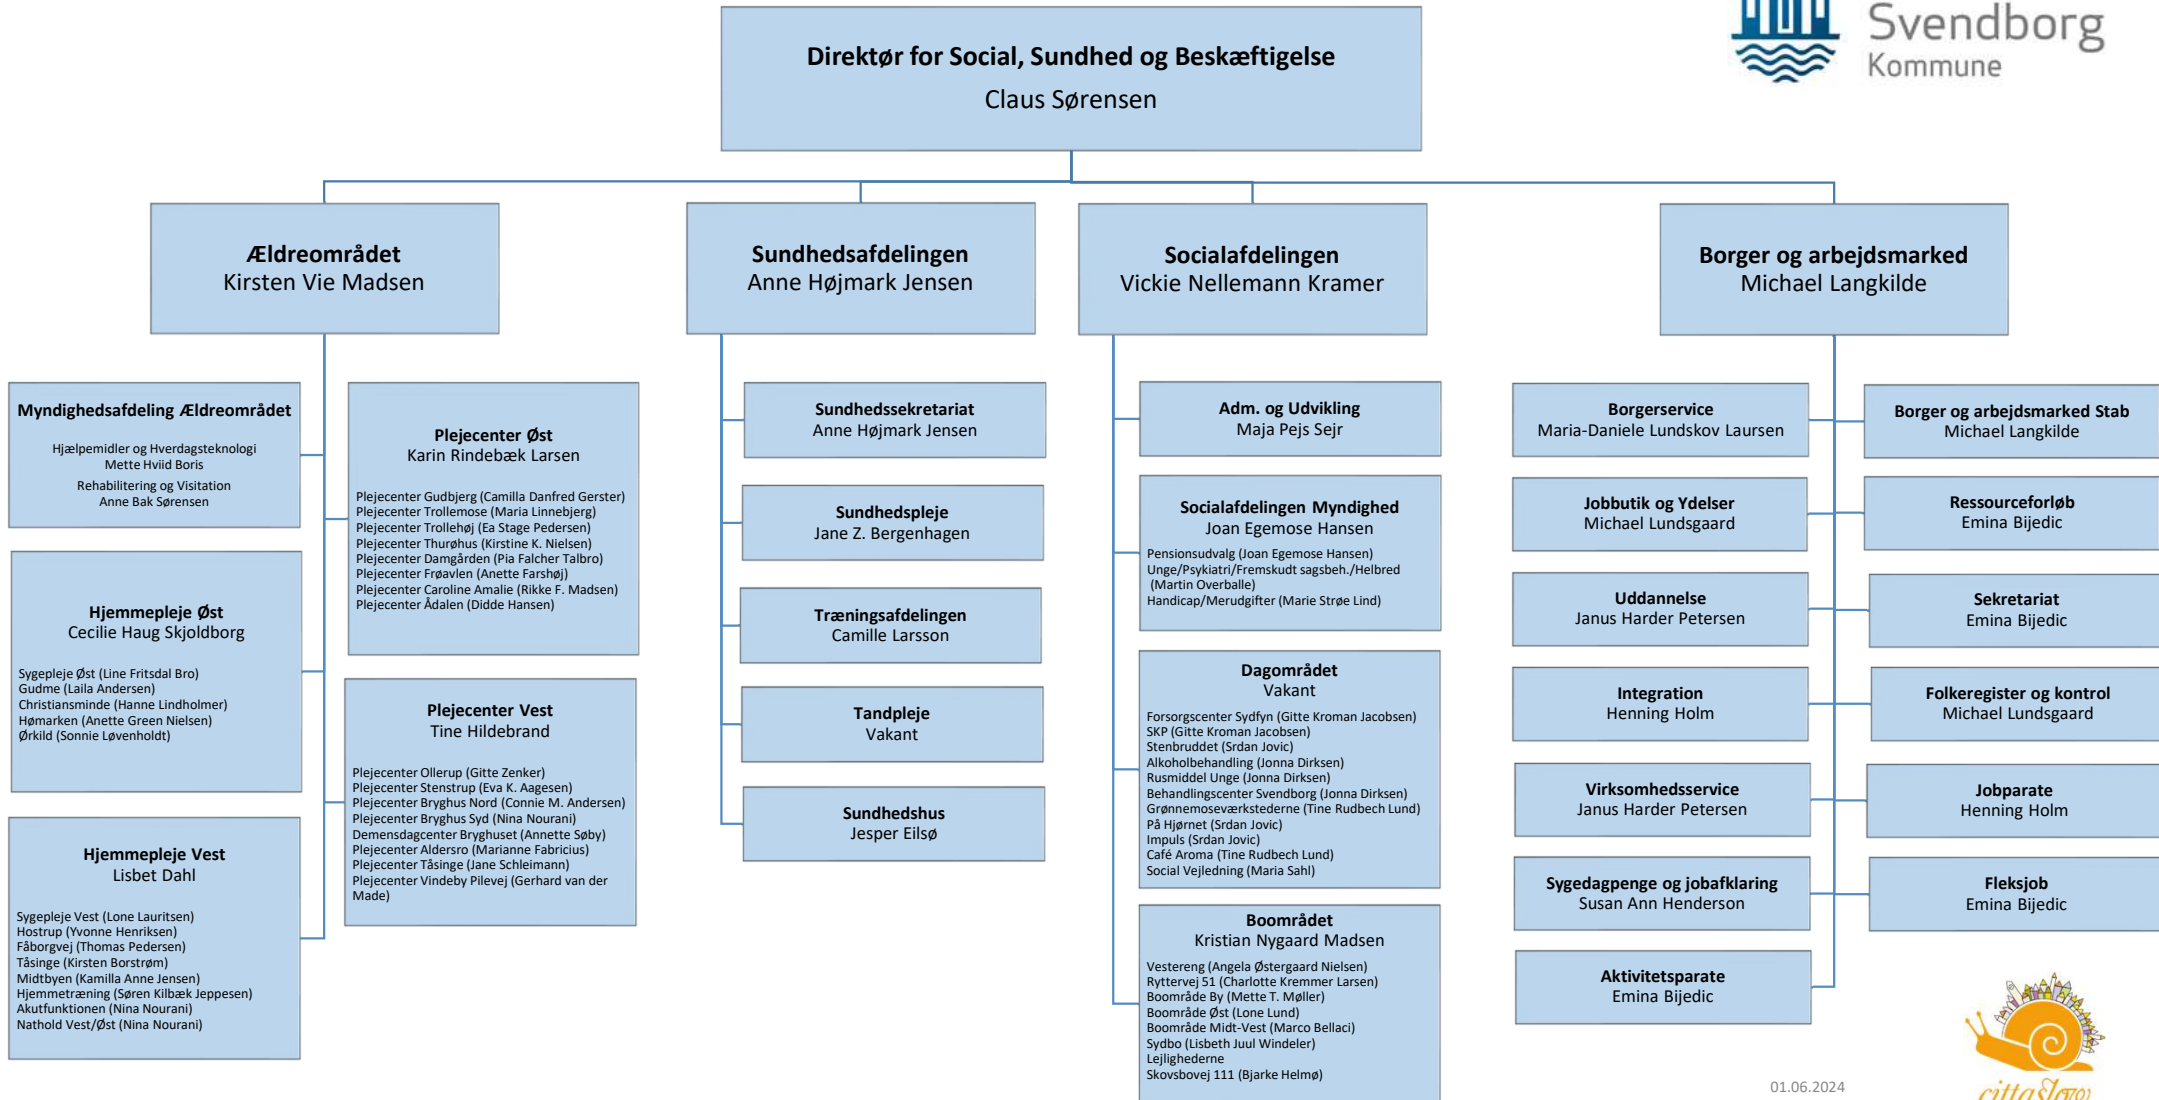 Svendborg
Kommune
Direktør for Social, Sundhed og Beskæftigelse
Claus Sørensen
Ældreområdet
Kirsten Vie Madsen
Sundhedsafdelingen
Anne Højmark Jensen
Socialafdelingen
Vickie Nellemann Kramer
Borger og arbejdsmarked
Michael Langkilde
Myndighedsafdeling Ældreområdet
Hjælpemidler og Hverdagsteknologi
Mette Hviid Boris
Rehabilitering og Visitation
Anne Bak Sørensen
Hjemmepleje Øst
Cecilie Haug Skjoldborg
Sygepleje Øst (Line Fritsdal Bro)
Gudme (Laila Andersen)
Christiansminde (Hanne Lindholmer)
Hømarken (Anette Green Nielsen)
Ørkild (Sonnie Løvenholdt)
Hjemmepleje Vest
Lisbet Dahl
Sygepleje Vest (Lone Lauritsen)
Hostrup (Yvonne Henriksen)
Fåborgvej (Thomas Pedersen)
Tåsinge (Kirsten Borstrøm)
Midtbyen (Kamilla Anne Jensen)
Hjemmetræning (Søren Kilbæk Jeppesen)
Akutfunktionen (Nina Nourani)
Nathold Vest/Øst (Nina Nourani)
Plejecenter Øst
Karin Rindebæk Larsen
Plejecenter Gudbjerg (Camilla Danfred Gerster)
Plejecenter Trollemose (Maria Linnebjerg)
Plejecenter Trollehøj (Ea Stage Pedersen)
Plejecenter Thurøhus (Kirstine K. Nielsen)
Plejecenter Damgården (Pia Falcher Talbro)
Plejecenter Frøavlen (Anette Farshøj)
Plejecenter Caroline Amalie (Rikke F. Madsen)
Plejecenter Ådalen (Didde Hansen)
Plejecenter Vest
Tine Hildebrand
Plejecenter Ollerup (Gitte Zenker)
Plejecenter Stenstrup (Eva K. Aagesen)
Plejecenter Bryghus Nord (Connie M. Andersen)
Plejecenter Bryghus Syd (Nina Nourani)
Demensdagcenter Bryghuset (Annette Søby)
Plejecenter Aldersro (Marianne Fabricius)
Plejecenter Tåsinge (Jane Schleimann)
Plejecenter Vindeby Pilevej (Gerhard van der
Made)
Sundhedssekretariat
Anne Højmark Jensen
Sundhedspleje
Jane Z. Bergenhagen
Træningsafdelingen
Camille Larsson
Tandpleje
Vakant
Sundhedshus
Jesper Eilsø
Adm. og Udvikling
Maja Pejs Sejr
Socialafdelingen Myndighed
Joan Egemose Hansen
Pensionsudvalg (Joan Egemose Hansen)
Unge/Psykiatri/Fremskudt sagsbeh./Helbred
(Martin Overballe)
Handicap/Merudgifter (Marie Strøe Lind)
Dagområdet
Vakant
Forsorgscenter Sydfyn (Gitte Kroman Jacobsen)
SKP (Gitte Kroman Jacobsen)
Stenbruddet (Srdan Jovic)
Alkoholbehandling (Jonna Dirksen)
Rusmiddel Unge (Jonna Dirksen)
Behandlingscenter Svendborg (Jonna Dirksen)
Grønnemoseværkstederne (Tine Rudbech Lund)
På Hjørnet (Srdan Jovic)
Impuls (Srdan Jovic)
Café Aroma (Tine Rudbech Lund)
Social Vejledning (Maria Sahl)
Boområdet
Kristian Nygaard Madsen
Vestereng (Angela Østergaard Nielsen)
Ryttervej 51 (Charlotte Kremmer Larsen)
Boområde By (Mette T. Møller)
Boområde Øst (Lone Lund)
Boområde Midt-Vest (Marco Bellaci)
Sydbo (Lisbeth Juul Windeler)
Lejlighederne
Skovsbovej 111 (Bjarke Helmø)
Borgerservice
Maria-Daniele Lundskov Laursen
Jobbutik og Ydelser
Michael Lundsgaard
Uddannelse
Janus Harder Petersen
Integration
Henning Holm
Virksomhedsservice
Janus Harder Petersen
Sygedagpenge og jobafklaring
Susan Ann Henderson
Aktivitetsparate
Emina Bijedic
Borger og arbejdsmarked Stab
Michael Langkilde
Ressourceforløb
Emina Bijedic
Sekretariat
Emina Bijedic
Folkeregister og kontrol
Michael Lundsgaard
Jobparate
Henning Holm
Fleksjob
Emina Bijedic
01.06.2024
cittaslow